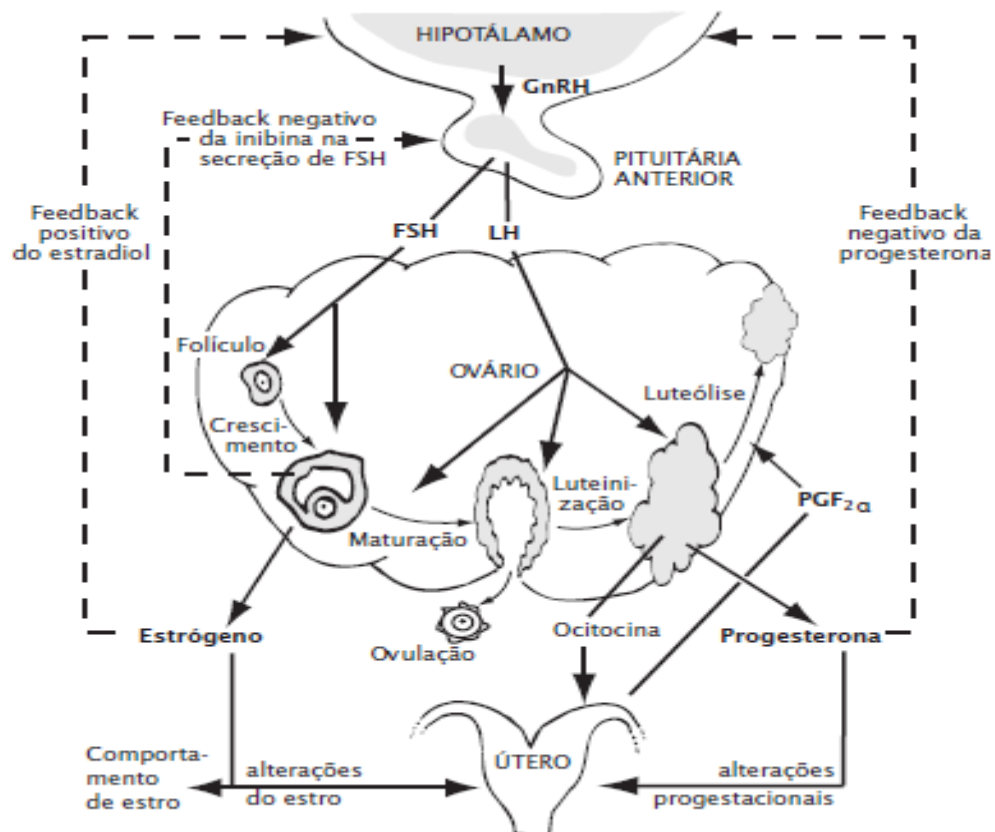 HIPOTÁLAMO
GnRH
Feedback negativo
da inibina na
secreção de FSH
PITUITÁRIA
ANTERIOR
Feedback
positivo
do estradiol
FSH
LH
Feedback
negativo da
progesterona
Folículo
OVÁRIO
Luteólise
Cresci-
mento
Luteini-
zação
PGF2α
Maturação
Estrógeno
Ovulação
Ocitocina
Progesterona
Comporta-
mento
de estro
alterações
do estro
ÚTERO
alterações
progestacionais